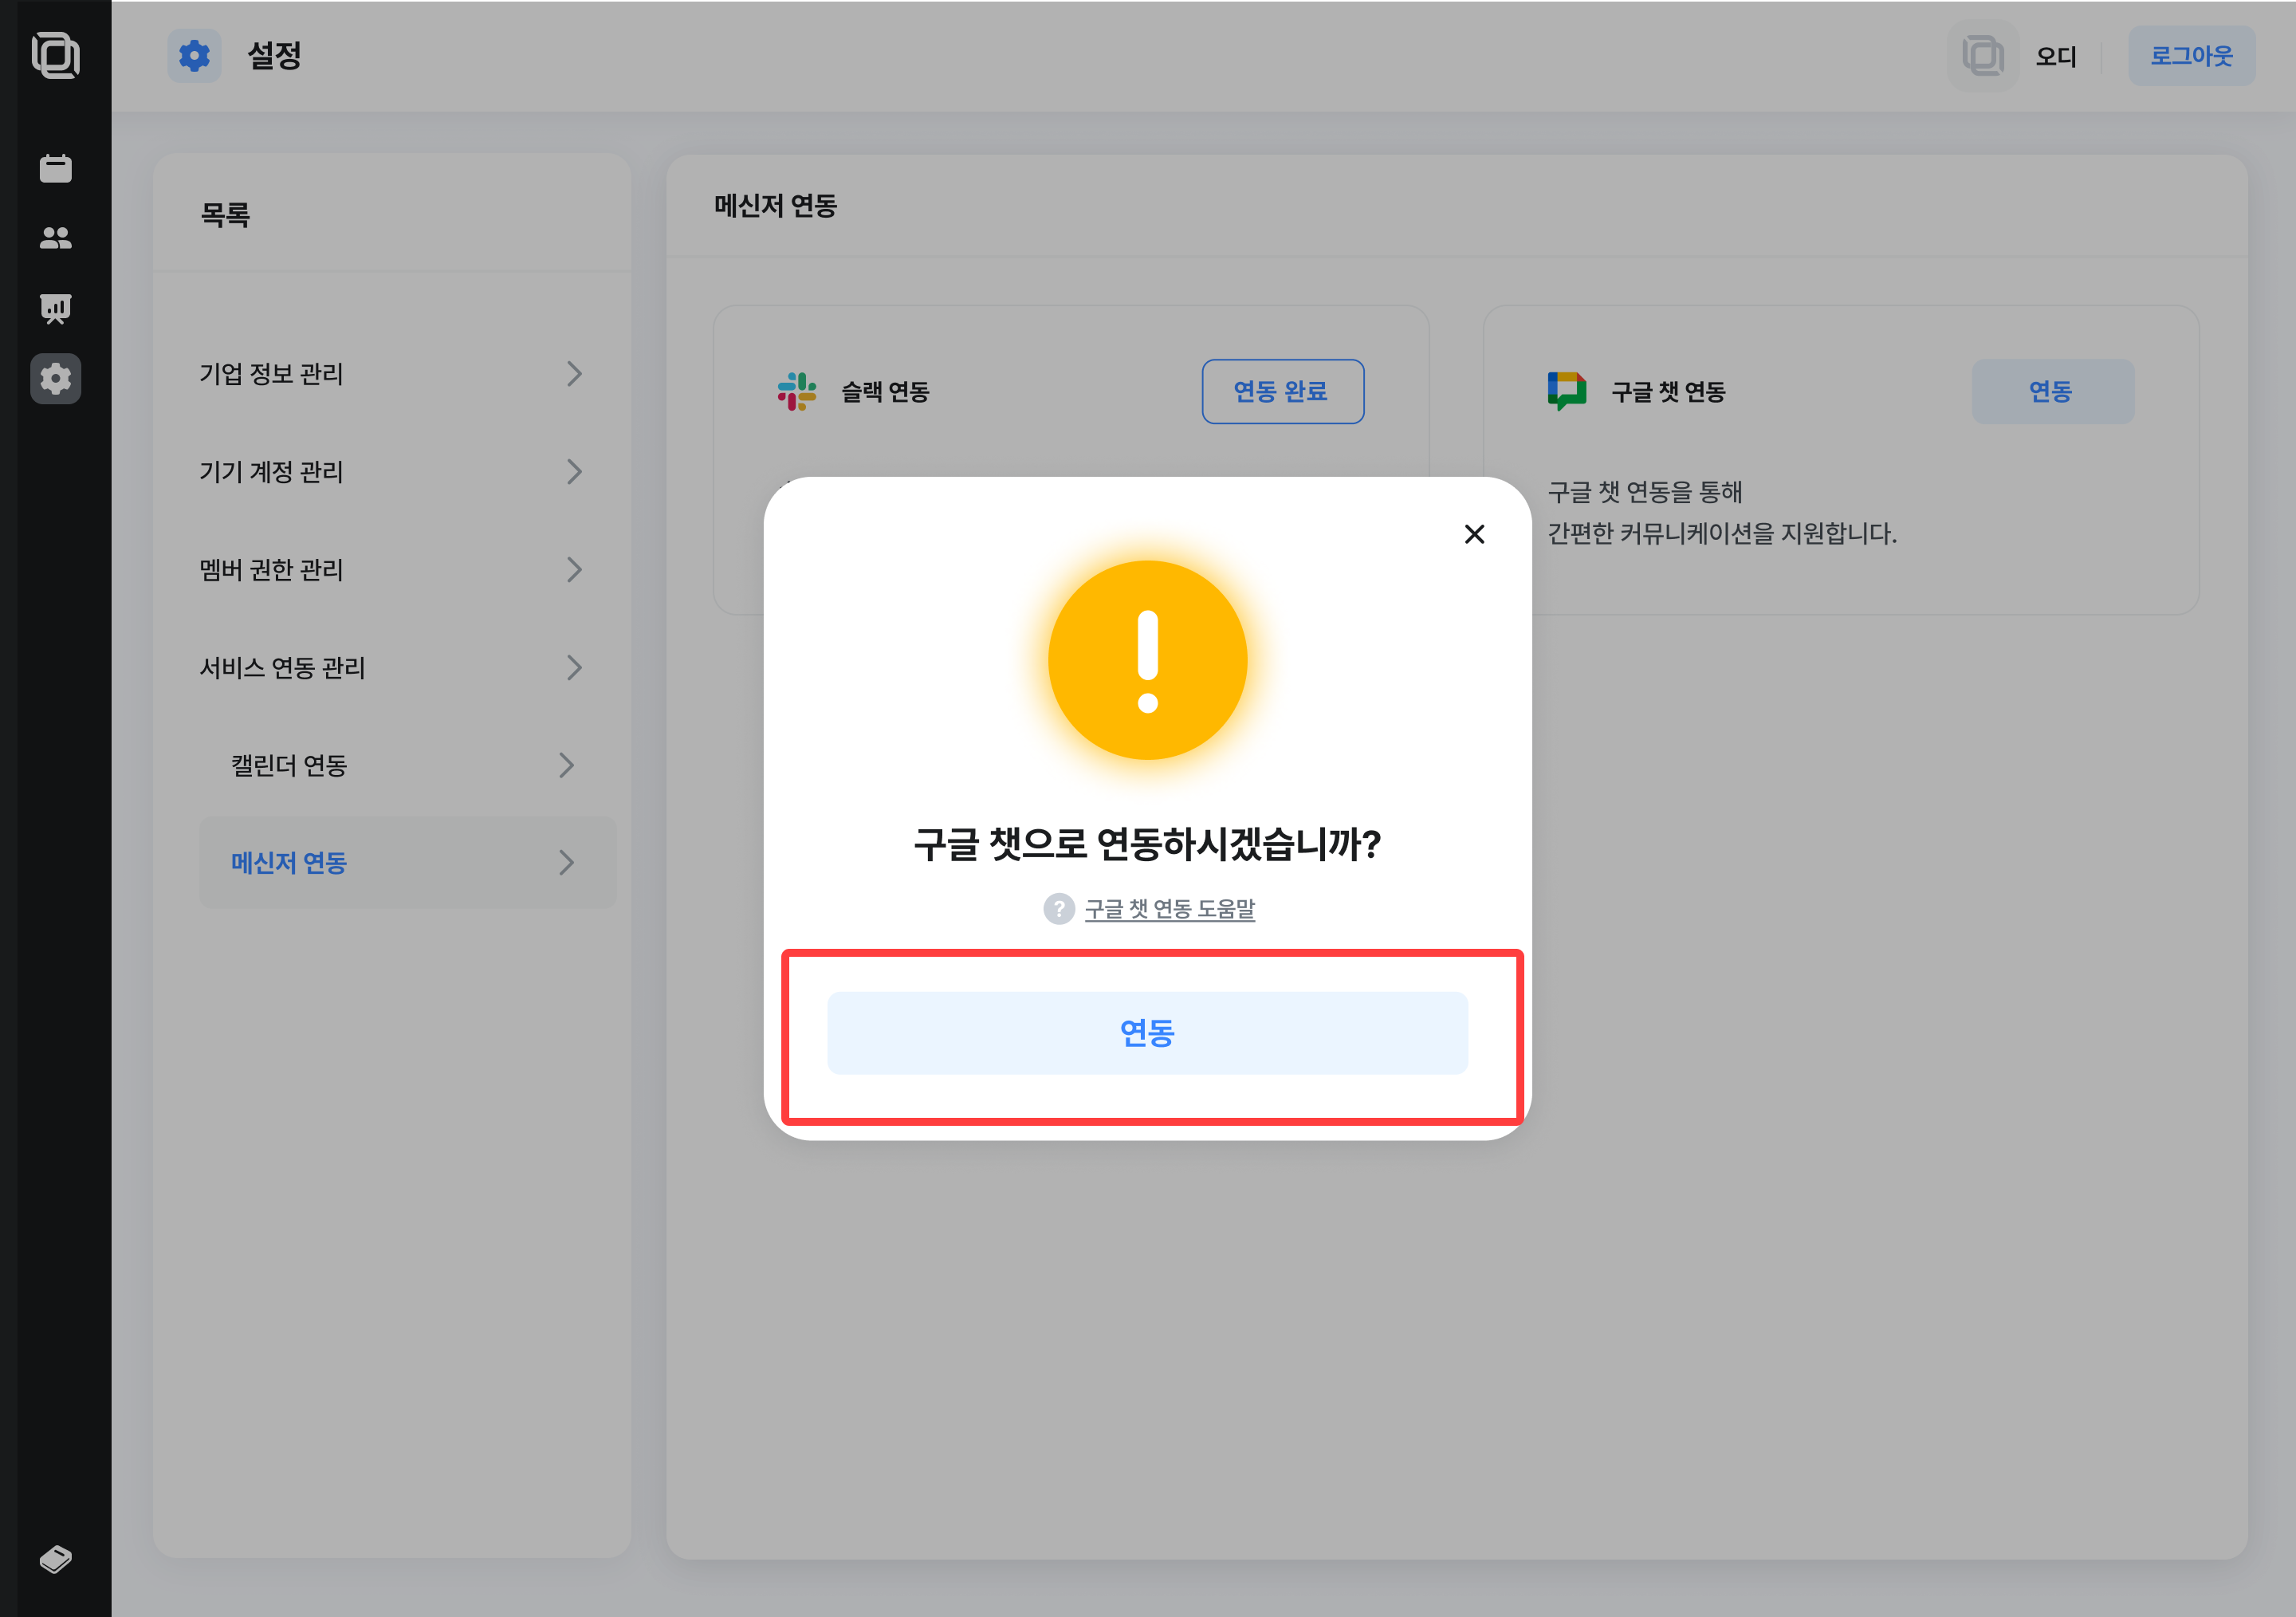 설정
오디
로그아웃
목록
기업 정보 관리
기기 계정 관리
멤버 권한 관리
서비스 연동 관리
캘린더 연동
메신저 연동
메신저 연동
슬랙 연동
연동 완료
구글 챗 연동
연동
구글 챗 연동을 통해
간편한 커뮤니케이션을 지원합니다.
구글 챗으로 연동하시겠습니까?
? 구글 챗 연동 도움말
연동